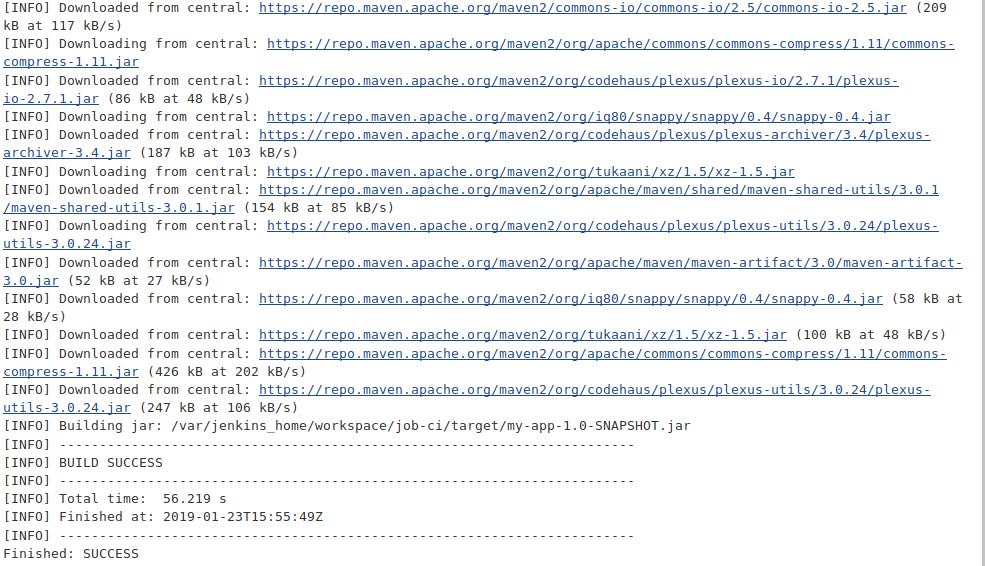 [INFO] Downloaded from central: https://repo.maven.apache.org/maven2/commons-io/commons-io/2.5/commons-io-2.5.jar (209
kB at 117 kB/s)
[INFO] Downloading from central: https://repo.maven.apache.org/maven2/org/apache/commons/commons-compress/1.11/commons-
compress-1.11.jar
[INFO] Downloaded from central: https://repo.maven.apache.org/maven2/org/codehaus/plexus/plexus-io/2.7.1/plexus-
io-2.7.1.jar (86 kB at 48 kB/s)
[INFO] Downloading from central: https://repo.maven.apache.org/maven2/org/iq80/snappy/snappy/0.4/snappy-0.4.jar
[INFO] Downloaded from central: https://repo.maven.apache.org/maven2/org/codehaus/plexus/plexus-archiver/3.4/plexus-
archiver-3.4.jar (187 kB at 103 kB/s)
[INFO] Downloading from central: https://repo.maven.apache.org/maven2/org/tukaani/xz/1.5/xz-1.5.jar
[INFO] Downloaded from central: https://repo.maven.apache.org/maven2/org/apache/maven/shared/maven-shared-utils/3.0.1
/maven-shared-utils-3.0.1.jar (154 kB at 85 kB/s)
[INFO] Downloading from central: https://repo.maven.apache.org/maven2/org/codehaus/plexus/plexus-utils/3.0.24/plexus-
utils-3.0.24.jar
[INFO] Downloaded from central: https://repo.maven.apache.org/maven2/org/apache/maven/maven-artifact/3.0/maven-artifact-
3.0.jar (52 kB at 27 kB/s)
[INFO] Downloaded from central: https://repo.maven.apache.org/maven2/org/iq80/snappy/snappy/0.4/snappy-0.4.jar (58 kB at
28 kB/s)
[INFO] Downloaded from central: https://repo.maven.apache.org/maven2/org/tukaani/xz/1.5/xz-1.5.jar (100 kB at 48 kB/s)
[INFO] Downloaded from central: https://repo.maven.apache.org/maven2/org/apache/commons/commons-compress/1.11/commons-
compress-1.11.jar (426 kB at 202 kB/s)
[INFO] Downloaded from central: https://repo.maven.apache.org/maven2/org/codehaus/plexus/plexus-utils/3.0.24/plexus-
utils-3.0.24.jar (247 kB at 106 kB/s)
[INFO] Building jar: /var/jenkins_home/workspace/job-ci/target/my-app-1.0-SNAPSHOT.jar
[INFO] ------------------------------------------------------------------------
[INFO] BUILD SUCCESS
[INFO] ------------------------------------------------------------------------
[INFO] Total time:  56.219 s
[INFO] Finished at: 2019-01-23T15:55:49Z
[INFO] ------------------------------------------------------------------------
Finished: SUCCESS